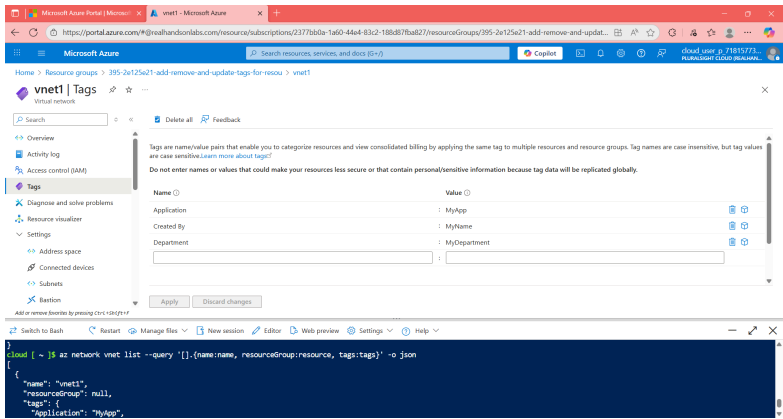 Microsoft Azure Portal | Microsoft
vnet1 - Microsoft Azure
https://portal.azure.com/#@realhandsonlabs.com/resource/subscriptions/2377bb0a-1a60-44e4-83c2-188d87fba827/resourceGroups/395-2e125e21-add-remove-and-updat...
Microsoft Azure
Search resources, services, and docs (G+/)
Copilot
cloud_user_p_71815773...
PLURALSIGHT CLOUD (REALHAN...
Home > Resource groups > 395-2e125e21-add-remove-and-update-tags-for-resou > vnet1
vnet1 | Tags
Virtual network
Search
Delete all
Feedback
Overview
Activity log
Access control (IAM)
Tags
Diagnose and solve problems
Resource visualizer
Settings
Address space
Connected devices
Subnets
Bastion
Add or remove favorites by pressing Ctrl+Shift+F
Tags are name/value pairs that enable you to categorize resources and view consolidated billing by applying the same tag to multiple resources and resource groups. Tag names are case insensitive, but tag values
are case sensitive.Learn more about tags
Do not enter names or values that could make your resources less secure or that contain personal/sensitive information because tag data will be replicated globally.
Name Value
Application : MyApp
Created By : MyName
Department : MyDepartment
:
Apply Discard changes
Switch to Bash Restart Manage files New session Editor Web preview Settings Help
}
cloud [ ~ ]$ az network vnet list --query '[].{name:name, resourceGroup:resource, tags:tags}' -o json
[
{
"name": "vnet1",
"resourceGroup": null,
"tags": {
"Application": "MyApp",